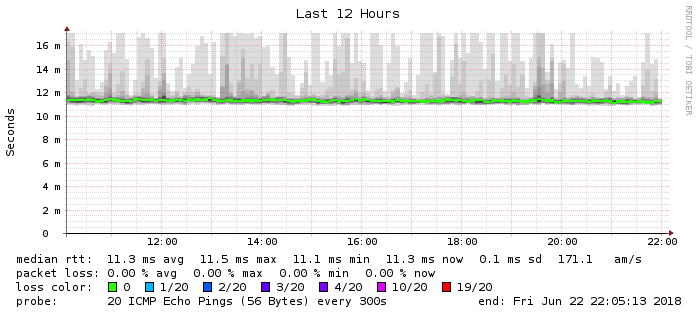 Last 12 Hours
RRDTOOL / TOBI OETIKER
Seconds
16 m
14 m
12 m
10 m
8 m
6 m
4 m
2 m
0
12:00 14:00 16:00 18:00 20:00 22:00
median rtt: 11.3 ms avg 11.5 ms max 11.1 ms min 11.3 ms now 0.1 ms sd 171.1 am/s
packet loss: 0.00 % avg 0.00 % max 0.00 % min 0.00 % now
loss color: 0 1/20 2/20 3/20 4/20 10/20 19/20
probe: 20 ICMP Echo Pings (56 Bytes) every 300s end: Fri Jun 22 22:05:13 2018